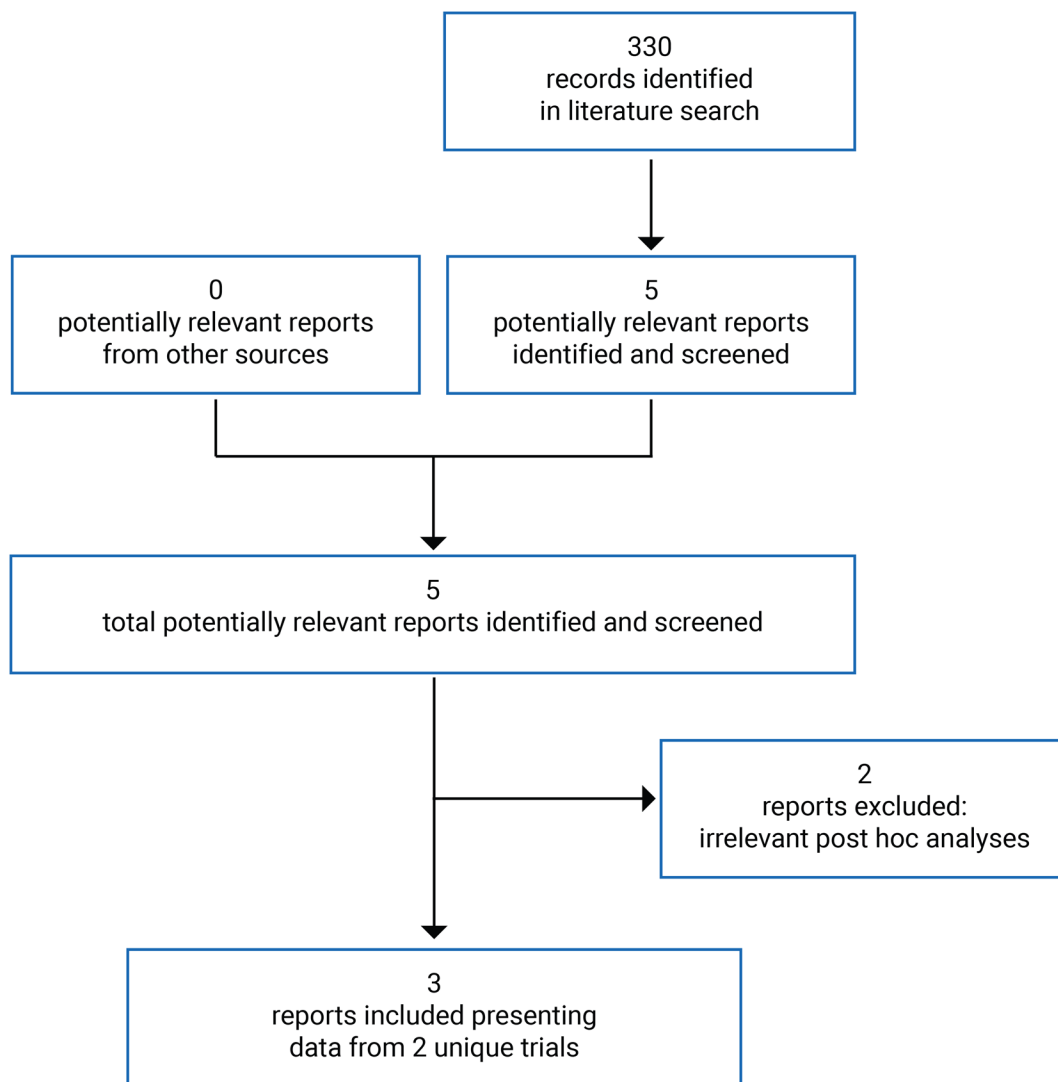 330
records identified
in literature search
0
potentially relevant reports
from other sources
5
potentially relevant reports
identified and screened
5
total potentially relevant reports identified and screened
2
reports excluded:
irrelevant post hoc analyses
3
reports included presenting
data from 2 unique trials